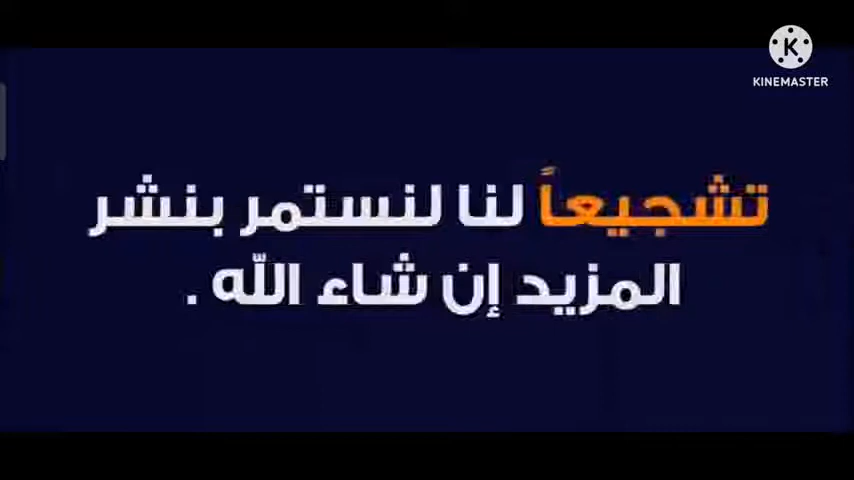 KINEMASTER
تشجيعاً لنا لنستمر بنشر
المزيد إن شاء الله .